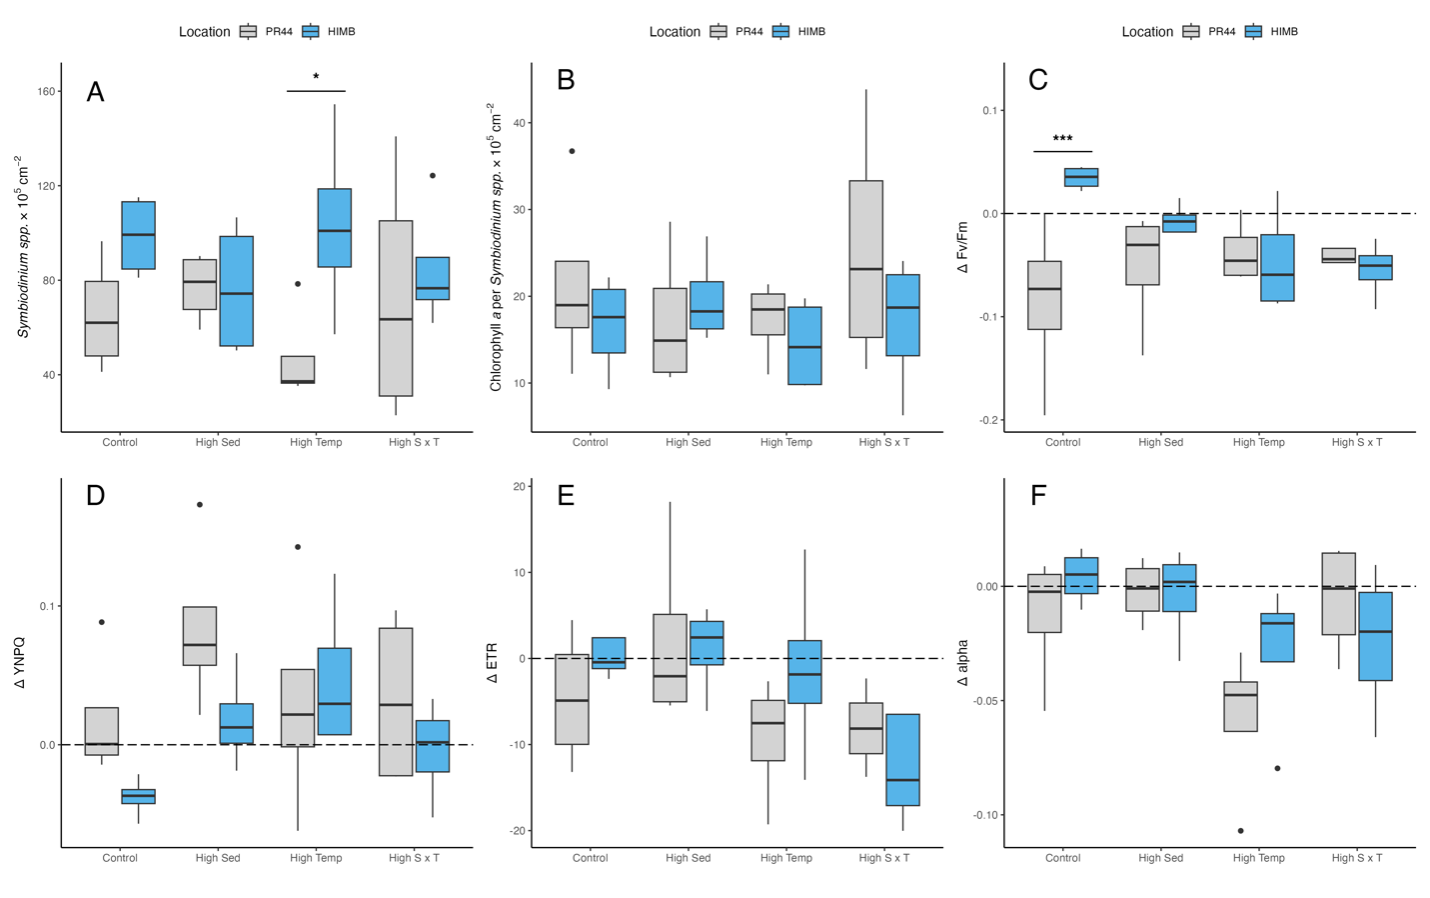 Location PR44 HIMB
Location PR44 HIMB
Location PR44 HIMB
A
Symbiodinium spp. × 10⁵ cm⁻²
160
120
80
40
*
Control High Sed High Temp High S x T
B
Chlorophyll a per Symbiodinium spp. × 10⁵ cm⁻²
40
30
20
10
Control High Sed High Temp High S x T
C
Δ Fv/Fm
0.1
0.0
-0.1
-0.2
***
Control High Sed High Temp High S x T
D
Δ YNPQ
0.1
0.0
Control High Sed High Temp High S x T
E
Δ ETR
20
10
0
-10
-20
Control High Sed High Temp High S x T
F
Δ alpha
0.00
-0.05
-0.10
Control High Sed High Temp High S x T